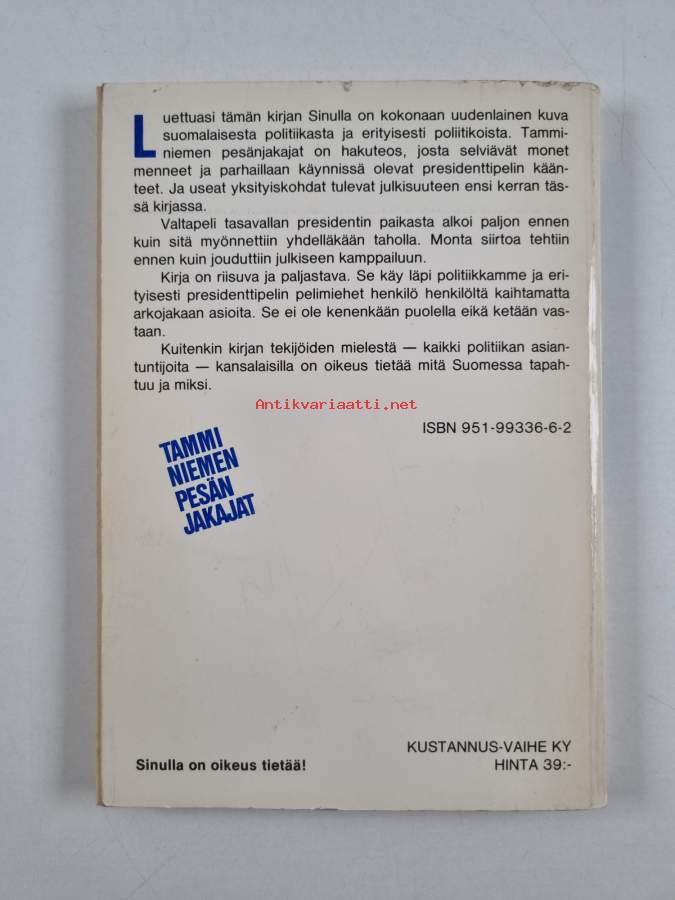 Luettuasi tämän kirjan Sinulla on kokonaan uudenlainen kuva
suomalaisesta politiikasta ja erityisesti poliitikoista. Tammi-
niemen pesänjakajat on hakuteos, josta selviävät monet
menneet ja parhaillaan käynnissä olevat presidenttipelin kään-
teet. Ja useat yksityiskohdat tulevat julkisuuteen ensi kerran täs-
sä kirjassa.
Valtapeli tasavallan presidentin paikasta alkoi paljon ennen
kuin sitä myönnettiin yhdelläkään taholla. Monta siirtoa tehtiin
ennen kuin jouduttiin julkiseen kamppailuun.
Kirja on riisuva ja paljastava. Se käy läpi politiikkamme ja eri-
tyisesti presidenttipelin pelimiehet henkilö henkilöltä kaihtamatta
arkojakaan asioita. Se ei ole kenenkään puolella eikä ketään vas-
taan.
Kuitenkin kirjan tekijöiden mielestä — kaikki politiikan asian-
tuntijoita — kansalaisilla on oikeus tietää mitä Suomessa tapah-
tuu ja miksi.
Antikvariaatti.net
ISBN 951-99336-6-2
TAMMI
NIEMEN
PESÄN
JAKAJAT
KUSTANNUS-VAIHE KY
Sinulla on oikeus tietää!
HINTA 39:-